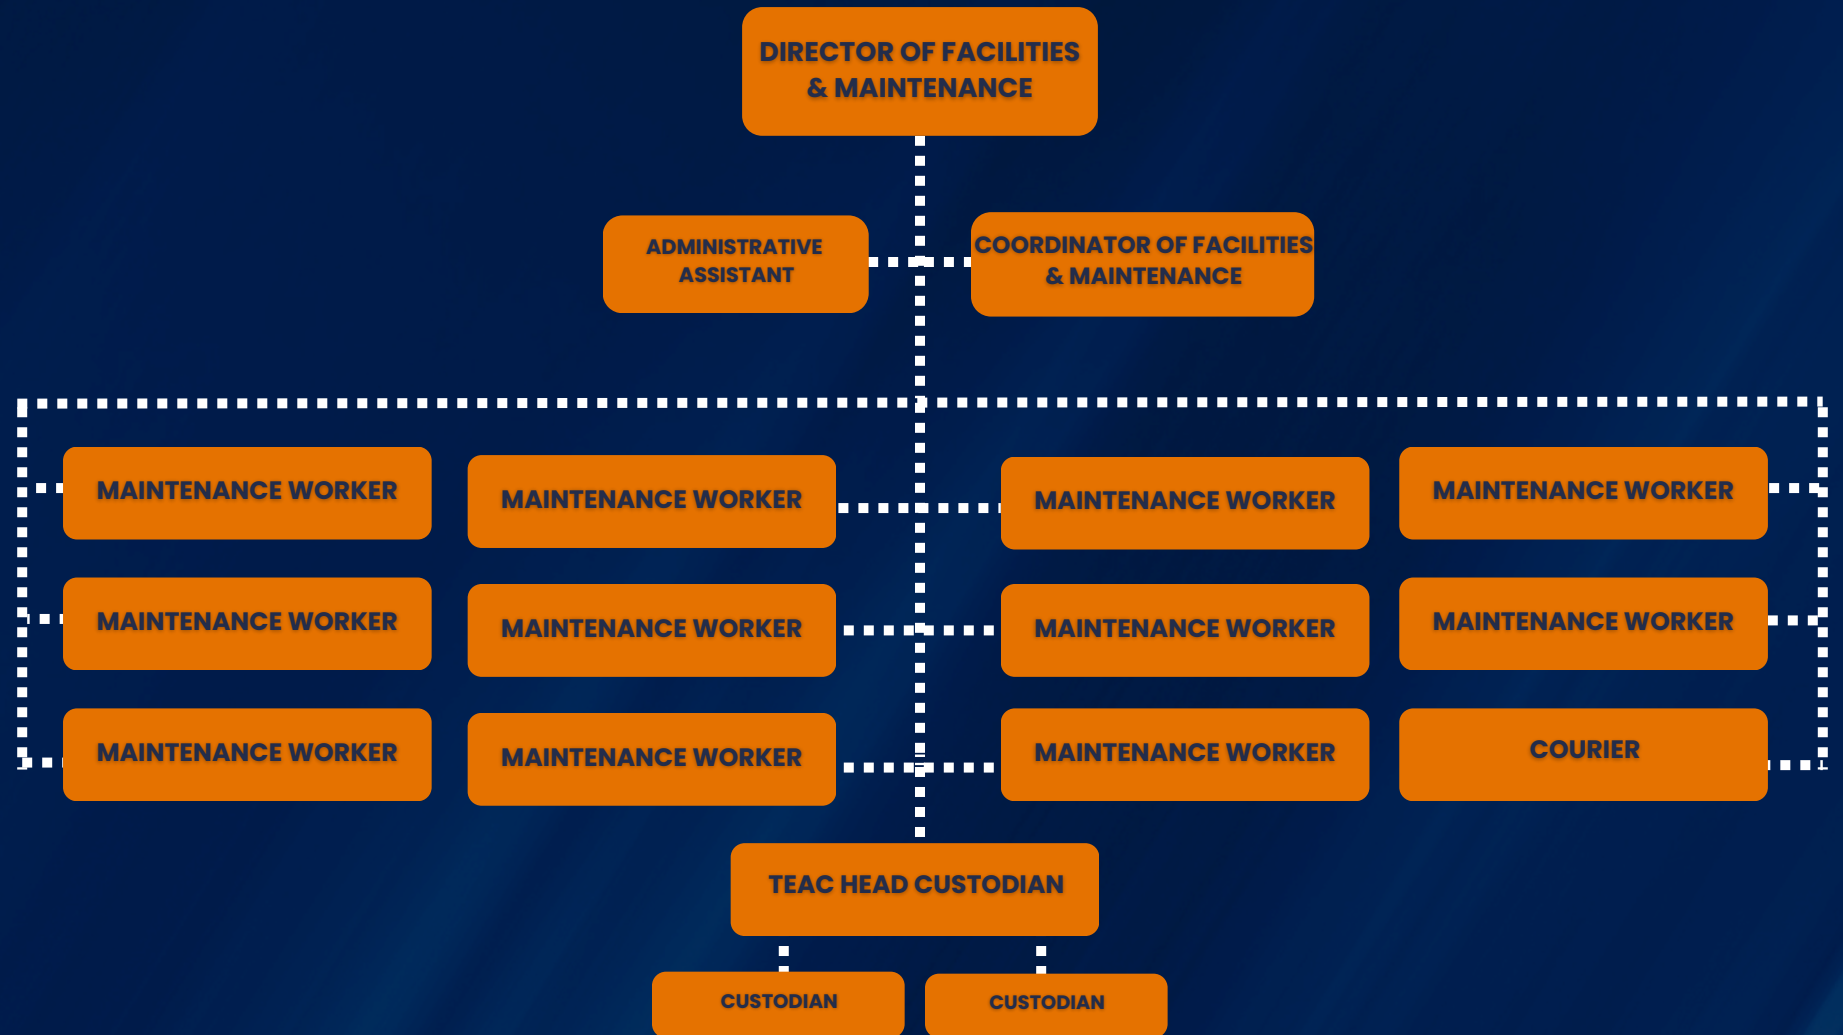 DIRECTOR OF FACILITIES
& MAINTENANCE
ADMINISTRATIVE
ASSISTANT
COORDINATOR OF FACILITIES
& MAINTENANCE
MAINTENANCE WORKER
MAINTENANCE WORKER
MAINTENANCE WORKER
MAINTENANCE WORKER
MAINTENANCE WORKER
MAINTENANCE WORKER
MAINTENANCE WORKER
MAINTENANCE WORKER
MAINTENANCE WORKER
MAINTENANCE WORKER
MAINTENANCE WORKER
COURIER
TEAC HEAD CUSTODIAN
CUSTODIAN
CUSTODIAN